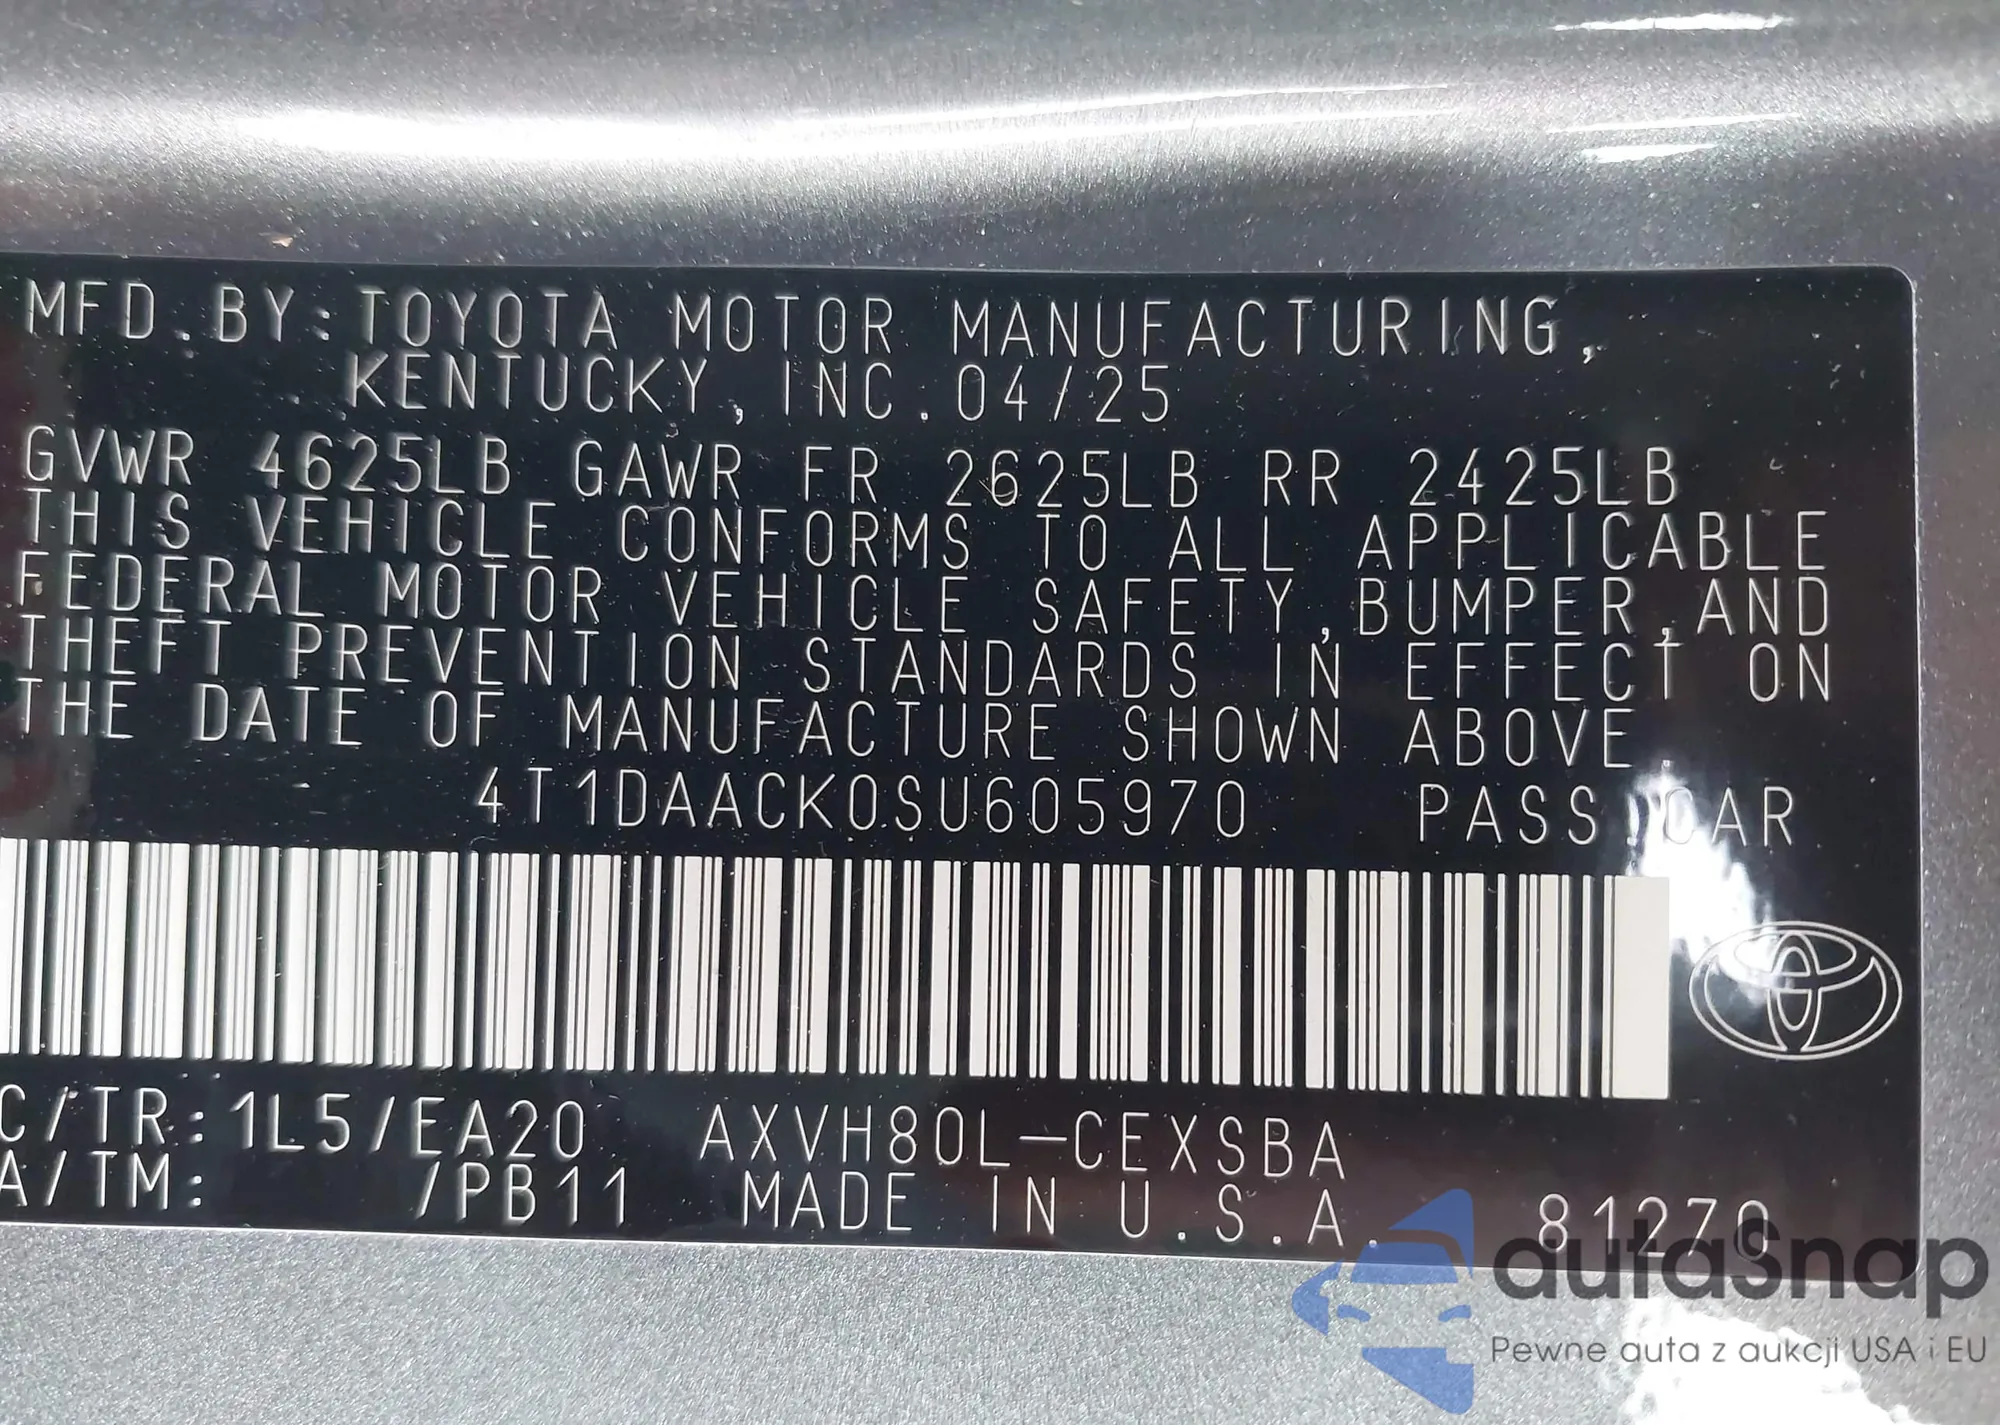 MFD.BY:TOYOTA MOTOR MANUFACTURING,
KENTUCKY, INC. 04/25
GVWR 4625LB GAWR FR 2625LB RR 2425LB
THIS VEHICLE CONFORMS TO ALL APPLICABLE
FEDERAL MOTOR VEHICLE SAFETY,BUMPER,AND
THEFT PREVENTION STANDARDS IN EFFECT ON
THE DATE OF MANUFACTURE SHOWN ABOVE.
4T1DAACK0SU605970 PASS.CAR
C/TR:1L5/EA20 AXVH80L-CEXSBA
A/TM: /PB11 MADE IN U.S.A. 81270
autaSnap
Pewne auta z aukcji USA i EU